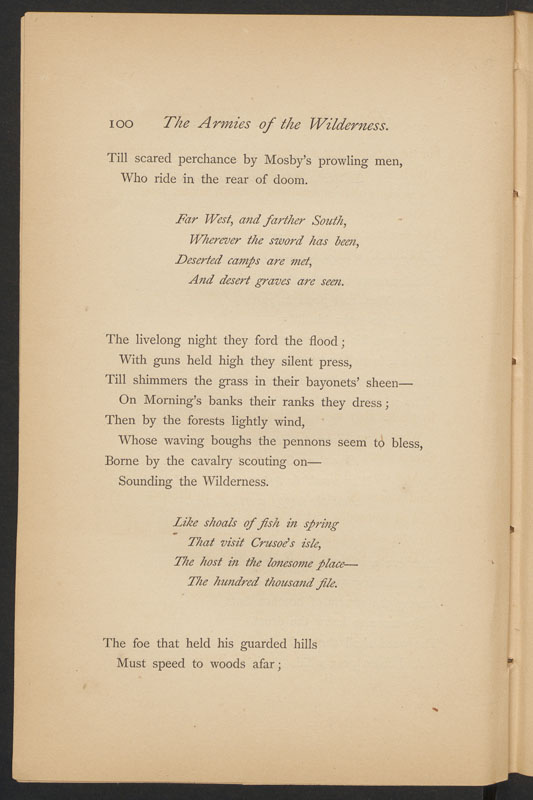 100 The Armies of the Wilderness.
Till scared perchance by Mosby's prowling men,
Who ride in the rear of doom.
Far West, and farther South,
Wherever the sword has been,
Deserted camps are met,
And desert graves are seen.
The livelong night they ford the flood ;
With guns held high they silent press,
Till shimmers the grass in their bayonets' sheen—
On Morning's banks their ranks they dress ;
Then by the forests lightly wind,
Whose waving boughs the pennons seem to bless,
Borne by the cavalry scouting on—
Sounding the Wilderness.
Like shoals of fish in spring
That visit Crusoe's isle,
The host in the lonesome place—
The hundred thousand file.
The foe that held his guarded hills
Must speed to woods afar ;